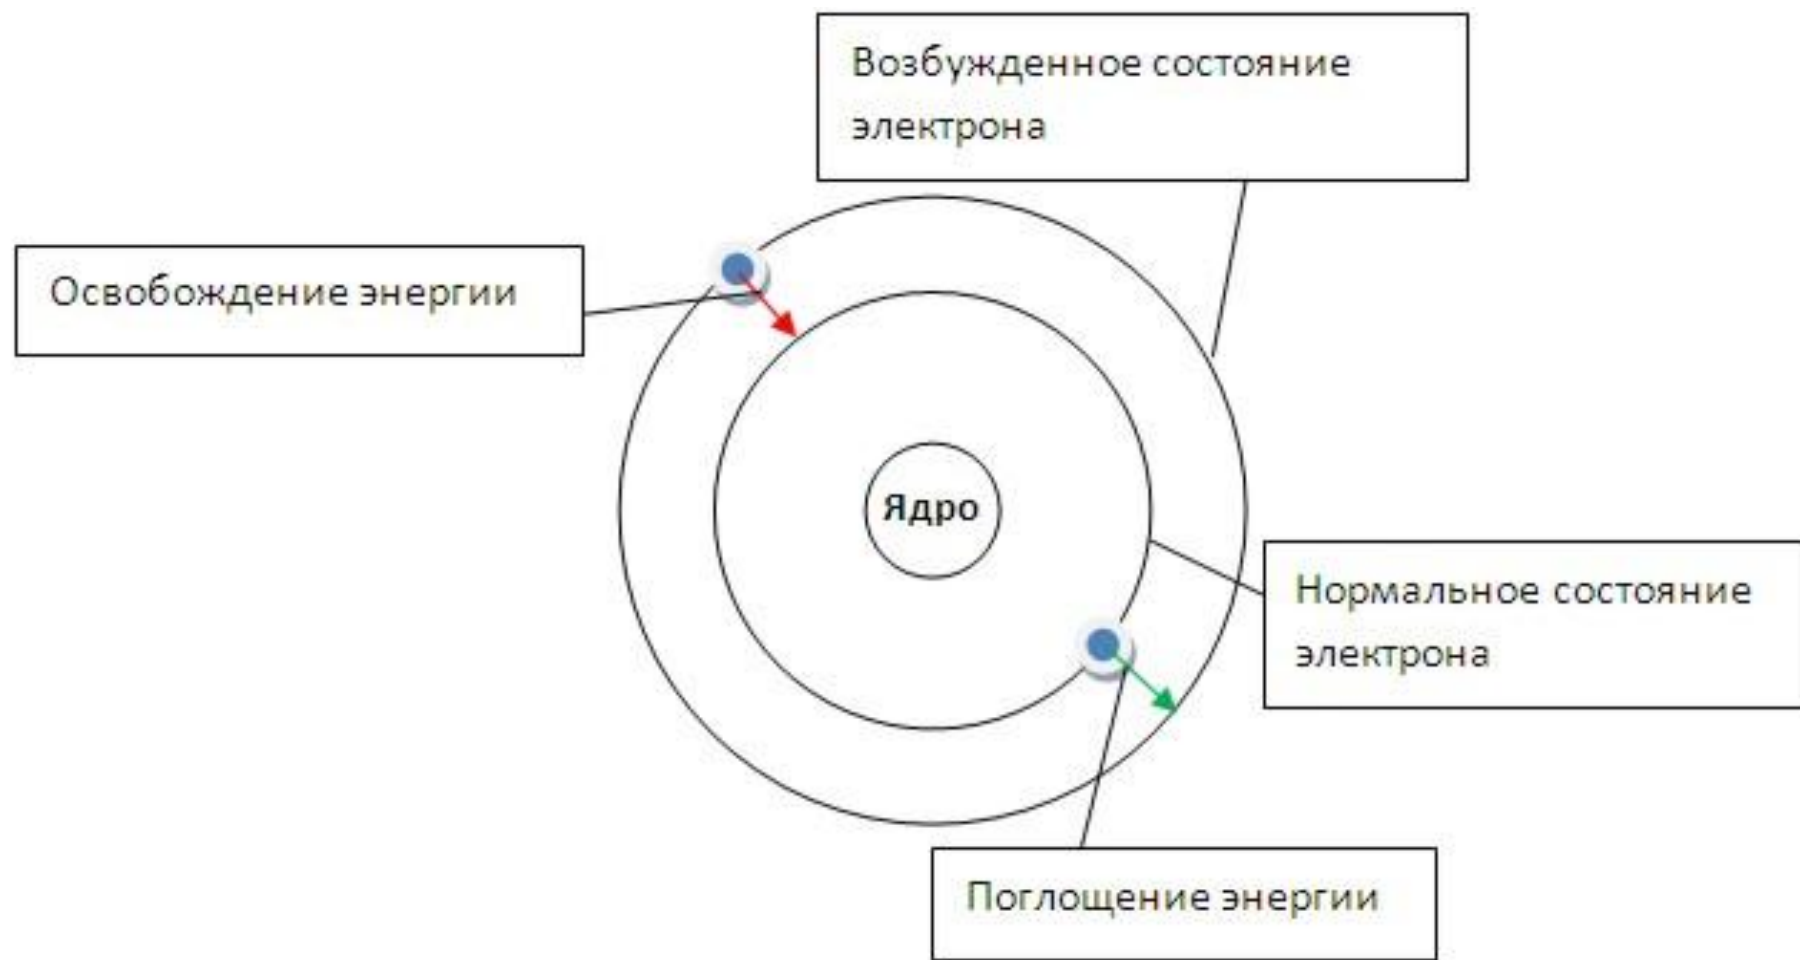 Возбужденное состояние
электрона
Освобождение энергии
Ядро
Нормальное состояние
электрона
Поглощение энергии